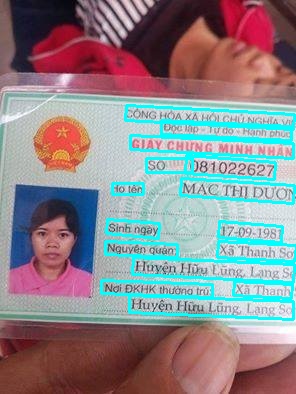 CỘNG HÒA XÃ HỘI CHỦ NGHĨA
Độc lập - Tự do - Hạnh phúc
GIẤY CHỨNG MINH NHÂN
SỐ 081022627
Họ tên MẠC THỊ DƯƠN
Sinh ngày 17-09-1981
Nguyên quán: Xã Thanh Sơ
Huyện Hữu Lũng, Lạng Sơ
Nơi ĐKHK thường trú: Xã Thanh
Huyện Hữu Lũng, Lạng Sơ